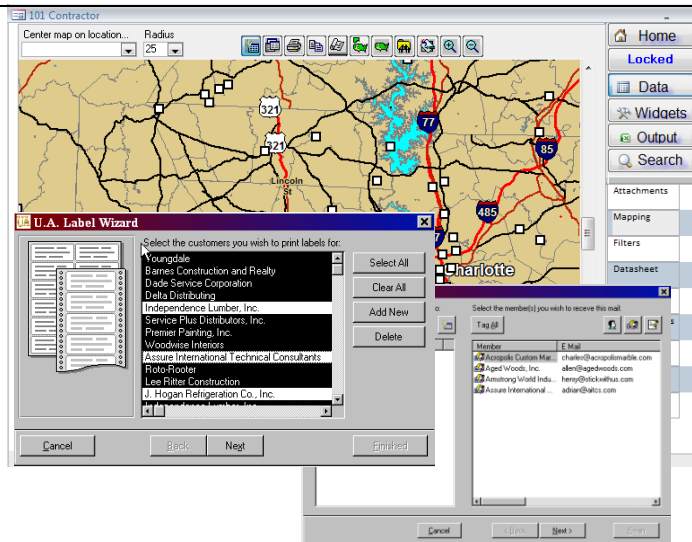 101 Contractor
Center map on location...
Radius
25
Home
Locked
Data
Widgets
Output
Search
Attachments
Mapping
Filters
Datasheet
321
321
77
85
485
Lincoln
St
Charlotte
U.A. Label Wizard
Select the customers you wish to print labels for:
Youngdale
Barnes Construction and Realty
Dade Service Corporation
Delta Distributing
Independence Lumber, Inc.
Service Plus Distributors, Inc.
Premier Painting, Inc.
Woodwise Interiors
Assure International Technical Consultants
Roto-Rooter
Lee Ritter Construction
J. Hogan Refrigeration Co., Inc.
Select All
Clear All
Add New
Delete
Cancel
Back
Next
Finished
Select the member(s) you wish to receve this mail:
Tag All
Member E Mail
Acropolis Custom Mar... charles@acropolismarble.com
Aged Woods, Inc. allen@agedwoods.com
Armstrong World Indu... henry@stickwithus.com
Assure International ... adrian@aitcs.com
Cancel
< Back
Next >
Finish